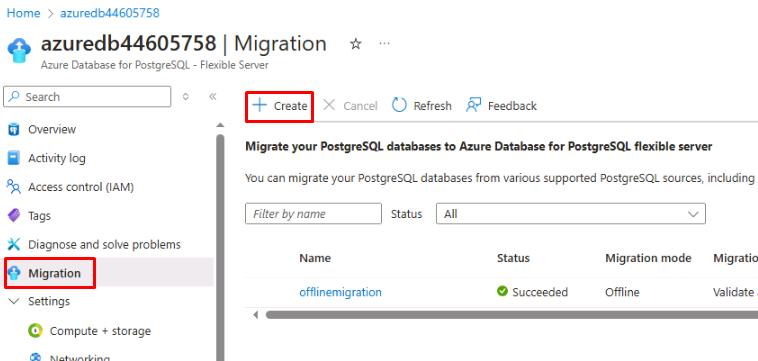 Home > azuredb44605758 >
azuredb44605758 | Migration
Azure Database for PostgreSQL - Flexible Server
Search
Overview
Activity log
Access control (IAM)
Tags
Diagnose and solve problems
Migration
Settings
Compute + storage
Networking
Create Cancel Refresh Feedback
Migrate your PostgreSQL databases to Azure Database for PostgreSQL flexible server
You can migrate your PostgreSQL databases from various supported PostgreSQL sources, including
Filter by name Status All
Name Status Migration mode Migratio
offlinemigration Succeeded Offline Validate